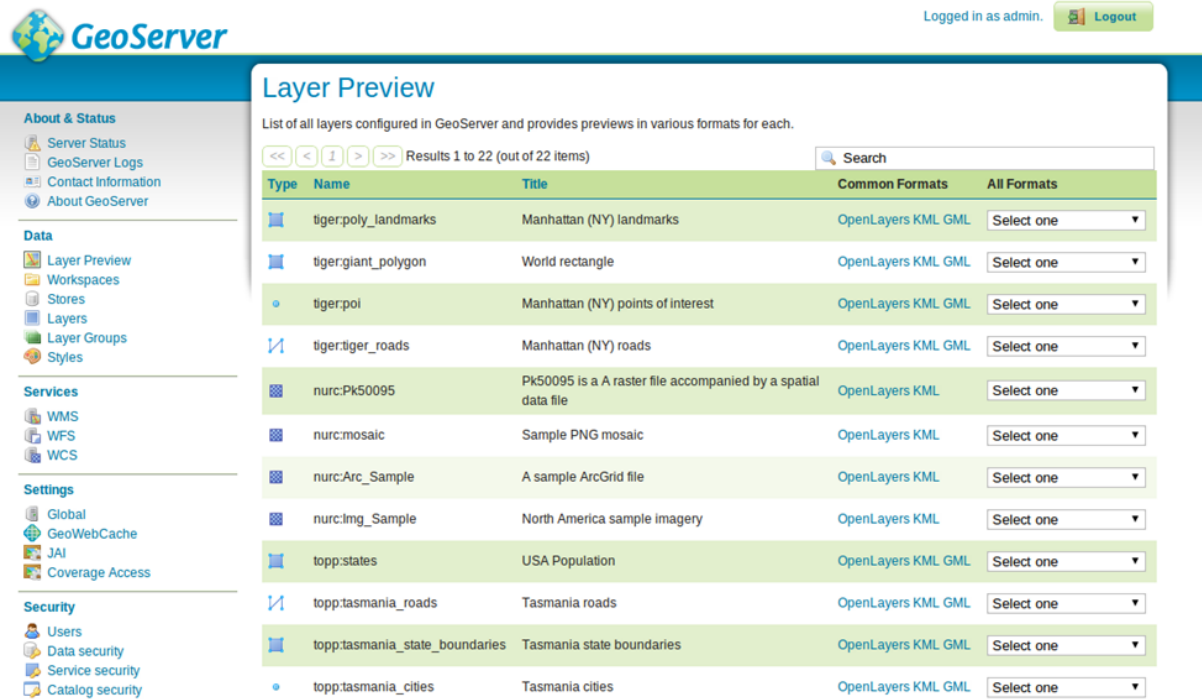 GeoServer
Logged in as admin.
Logout
About & Status
Server Status
GeoServer Logs
Contact Information
About GeoServer
Data
Layer Preview
Workspaces
Stores
Layers
Layer Groups
Styles
Services
WMS
WFS
WCS
Settings
Global
GeoWebCache
JAI
Coverage Access
Security
Users
Data security
Service security
Catalog security
Layer Preview
List of all layers configured in GeoServer and provides previews in various formats for each.
<< < 1 > >> Results 1 to 22 (out of 22 items)
Search
Type Name Title Common Formats All Formats
tiger:poly_landmarks Manhattan (NY) landmarks OpenLayers KML GML Select one
tiger:giant_polygon World rectangle OpenLayers KML GML Select one
tiger:poi Manhattan (NY) points of interest OpenLayers KML GML Select one
tiger:tiger_roads Manhattan (NY) roads OpenLayers KML GML Select one
nurc:Pk50095 Pk50095 is a A raster file accompanied by a spatial data file OpenLayers KML Select one
nurc:mosaic Sample PNG mosaic OpenLayers KML Select one
nurc:Arc_Sample A sample ArcGrid file OpenLayers KML Select one
nurc:Img_Sample North America sample imagery OpenLayers KML Select one
topp:states USA Population OpenLayers KML GML Select one
topp:tasmania_roads Tasmania roads OpenLayers KML GML Select one
topp:tasmania_state_boundaries Tasmania state boundaries OpenLayers KML GML Select one
topp:tasmania_cities Tasmania cities OpenLayers KML GML Select one